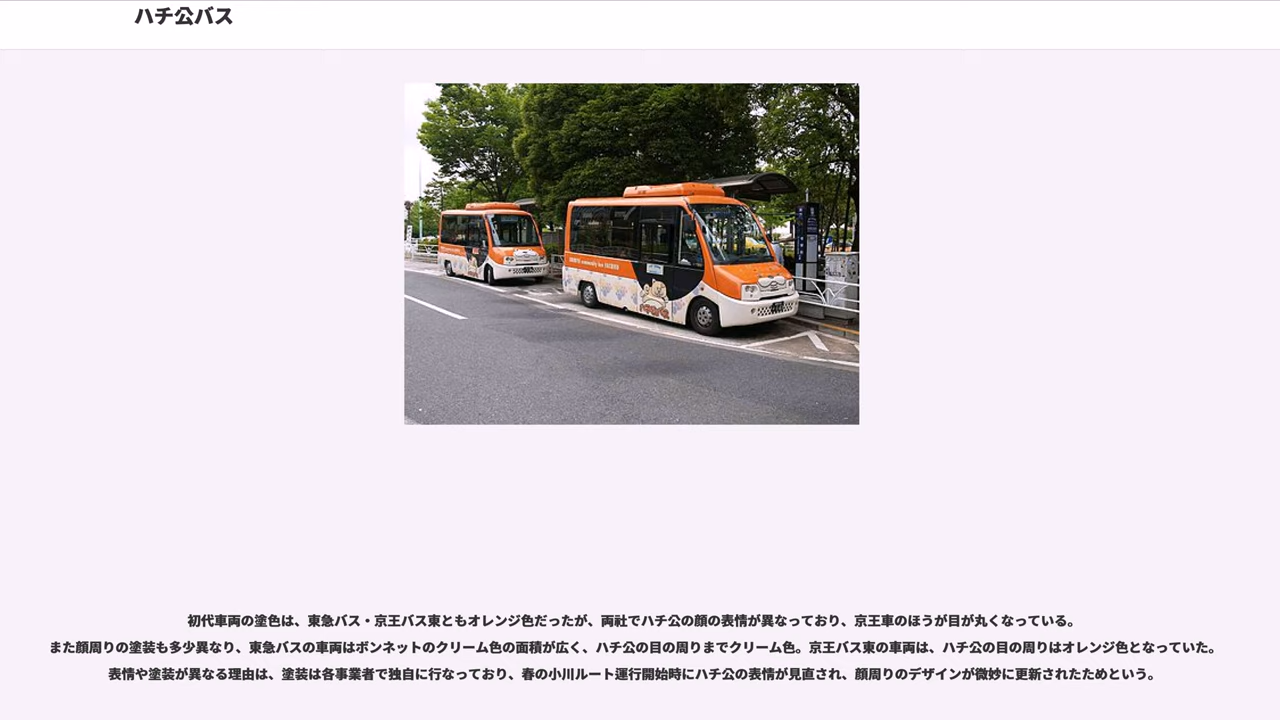 ハチ公バス
初代車両の塗色は、東急バス・京王バス東ともオレンジ色だったが、両社でハチ公の顔の表情が異なっており、京王車のほうが目が丸くなっている。
また顔周りの塗装も多少異なり、東急バスの車両はボンネットのクリーム色の面積が広く、ハチ公の目の周りまでクリーム色。京王バス東の車両は、ハチ公の目の周りはオレンジ色となっていた。
表情や塗装が異なる理由は、塗装は各事業者で独自に行なっており、春の小川ルート運行開始時にハチ公の表情が見直され、顔周りのデザインが微妙に更新されたためという。